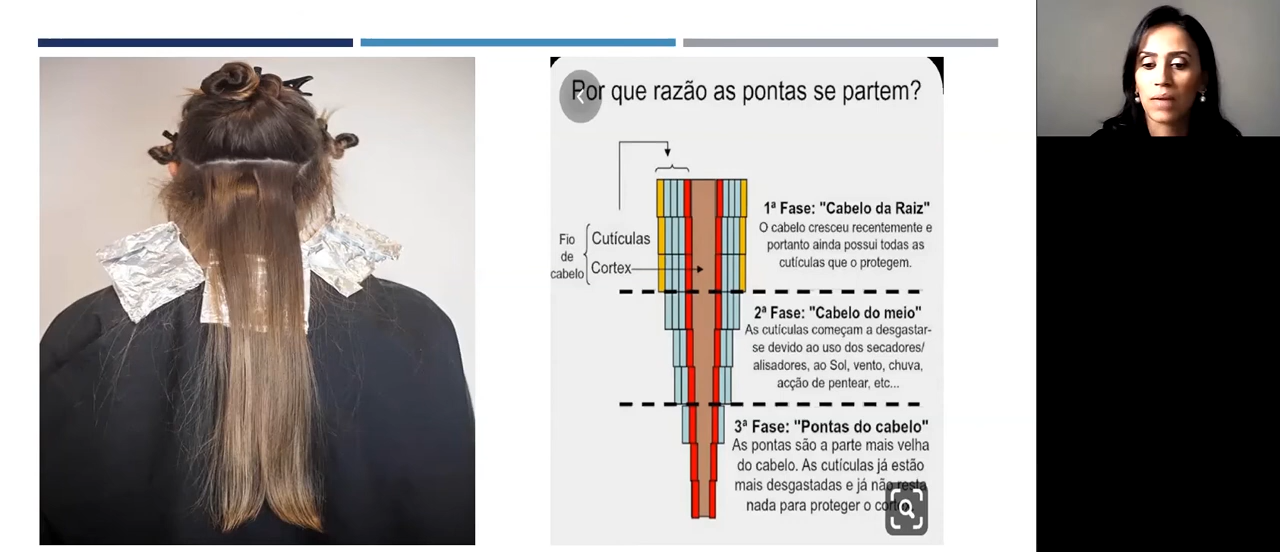 Por que razão as pontas se partem?
Fio
de
cabelo
Cutículas
Cortex
1ª Fase: "Cabelo da Raiz"
O cabelo cresceu recentemente e
portanto ainda possui todas as
cutículas que o protegem.
2ª Fase: "Cabelo do meio"
As cutículas começam a desgastar-
se devido ao uso dos secadores/
alisadores, ao Sol, vento, chuva,
acção de pentear, etc...
3ª Fase: "Pontas do cabelo"
As pontas são a parte mais velha
do cabelo. As cutículas já estão
mais desgastadas e já não resta
nada para proteger o cortex.